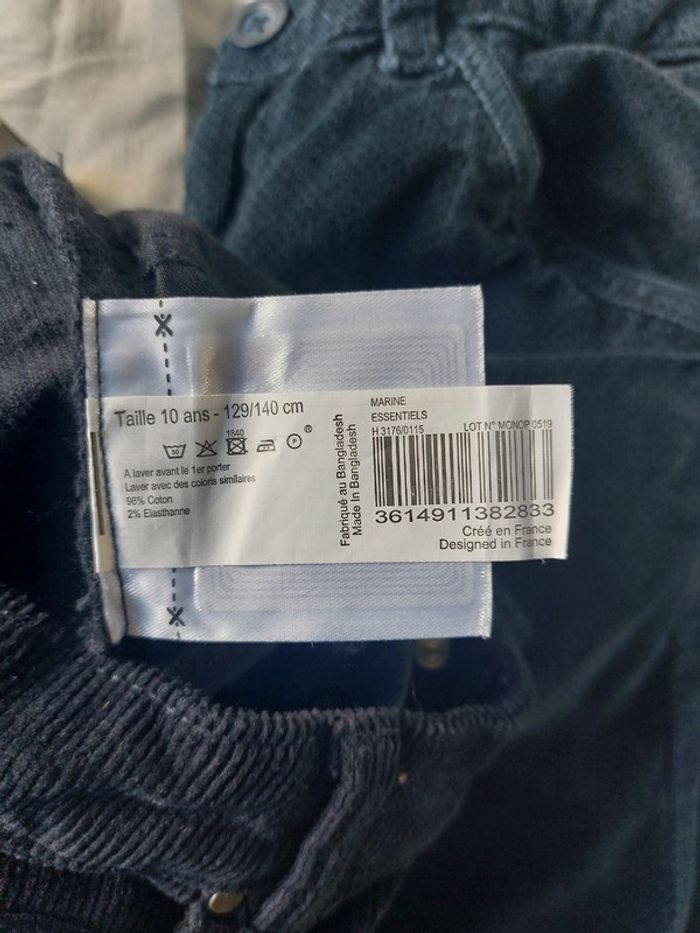 Taille 10 ans - 129/140 cm
1840
30
P
®
A laver avant le 1er porter
Laver avec des coloris similaires
98% Coton
2% Elasthanne
Fabriqué au Bangladesh
Made In Bangladesh
MARINE
ESSENTIELS
H 3176/0115 LOT N° MONOP 0519
3614911382833
Créé en France
Designed in France